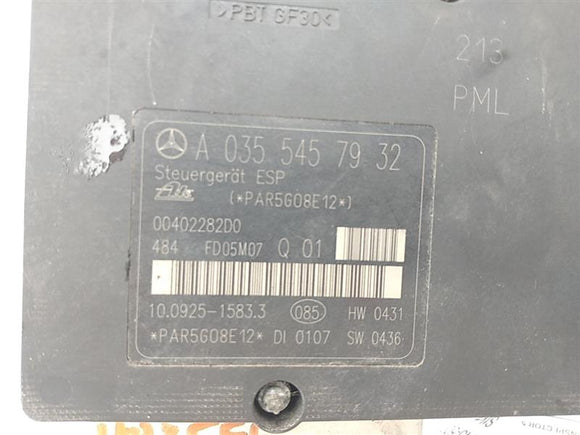 >PBT GF30<
213
PML
A 035 545 79 32
Steuergerät ESP
Ate (*PAR5G08E12*)
00402282D0
484 FD05M07 Q 01
10.0925-1583.3 085 HW 0431
*PAR5G08E12* DI 0107 SW 0436